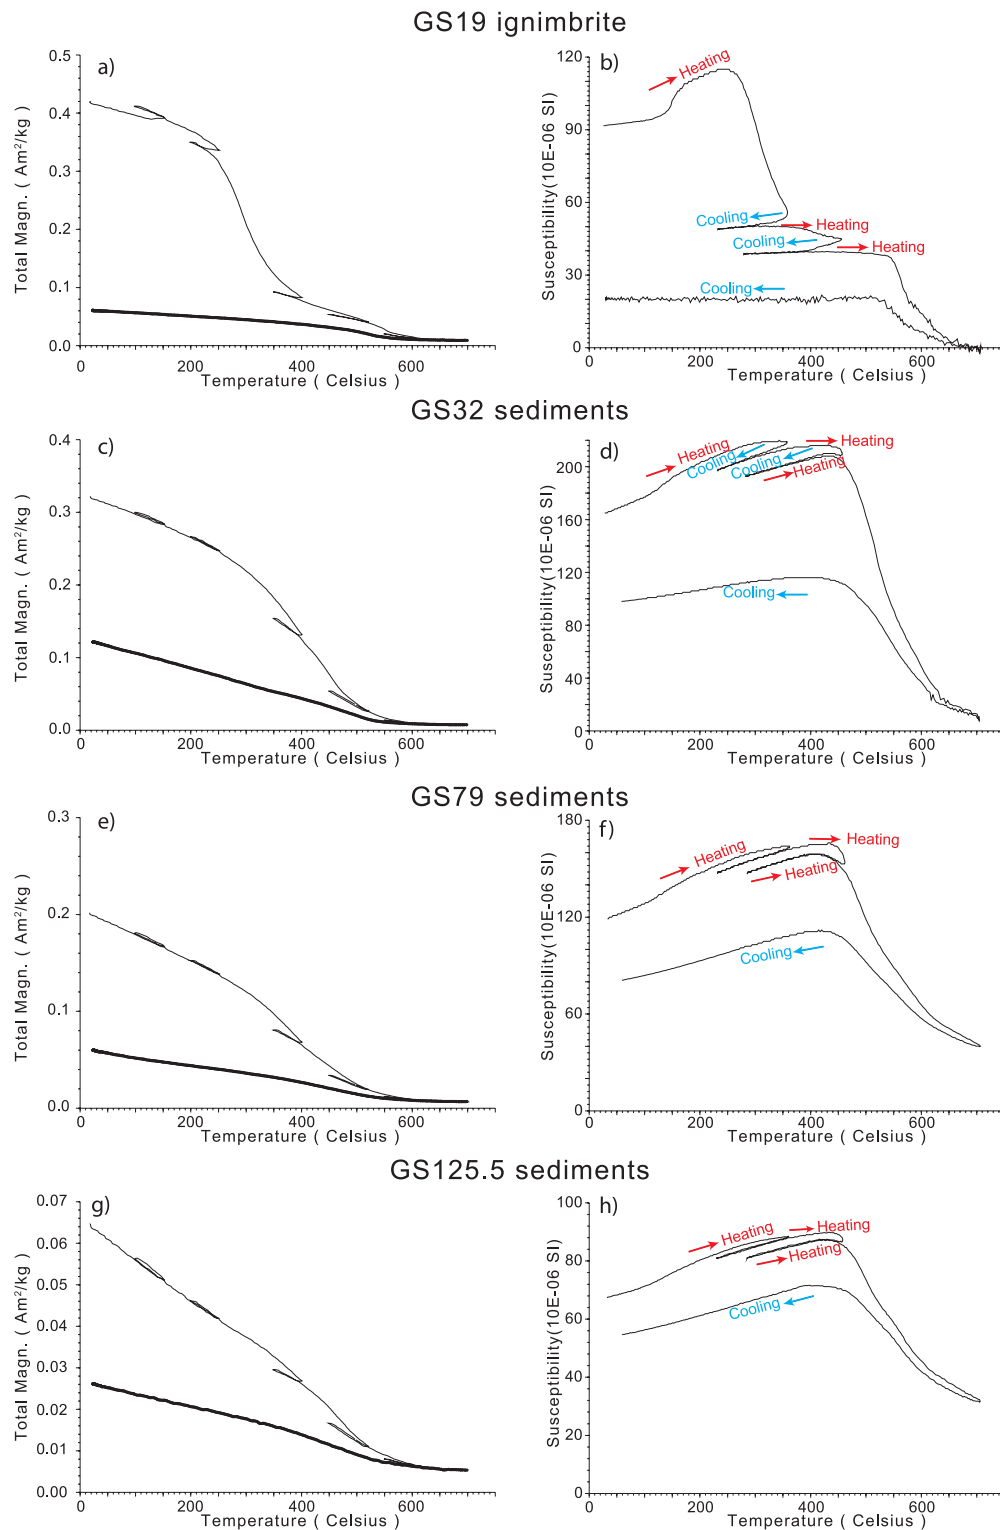 GS19 ignimbrite
a)
Total Magn. ( Am²/kg )
0.5
0.4
0.3
0.2
0.1
0.0
0 200 400 600
Temperature ( Celsius )
b)
Susceptibility(10E-06 SI)
120
90
60
30
0
Heating
Cooling
Heating
Cooling
Heating
Cooling
0 200 400 600
Temperature ( Celsius )
GS32 sediments
c)
Total Magn. ( Am²/kg )
0.4
0.3
0.2
0.1
0.0
0 200 400 600
Temperature ( Celsius )
d)
Susceptibility(10E-06 SI)
200
160
120
80
40
0
Heating
Heating
Cooling
Cooling
Heating
Cooling
0 200 400 600
Temperature ( Celsius )
GS79 sediments
e)
Total Magn. ( Am²/kg )
0.3
0.2
0.1
0.0
0 200 400 600
Temperature ( Celsius )
f)
Susceptibility(10E-06 SI)
180
120
60
0
Heating
Heating
Heating
Cooling
0 200 400 600
Temperature ( Celsius )
GS125.5 sediments
g)
Total Magn. ( Am²/kg )
0.07
0.06
0.05
0.04
0.03
0.02
0.01
0.00
0 200 400 600
Temperature ( Celsius )
h)
Susceptibility(10E-06 SI)
100
80
60
40
20
0
Heating
Heating
Heating
Cooling
0 200 400 600
Temperature ( Celsius )